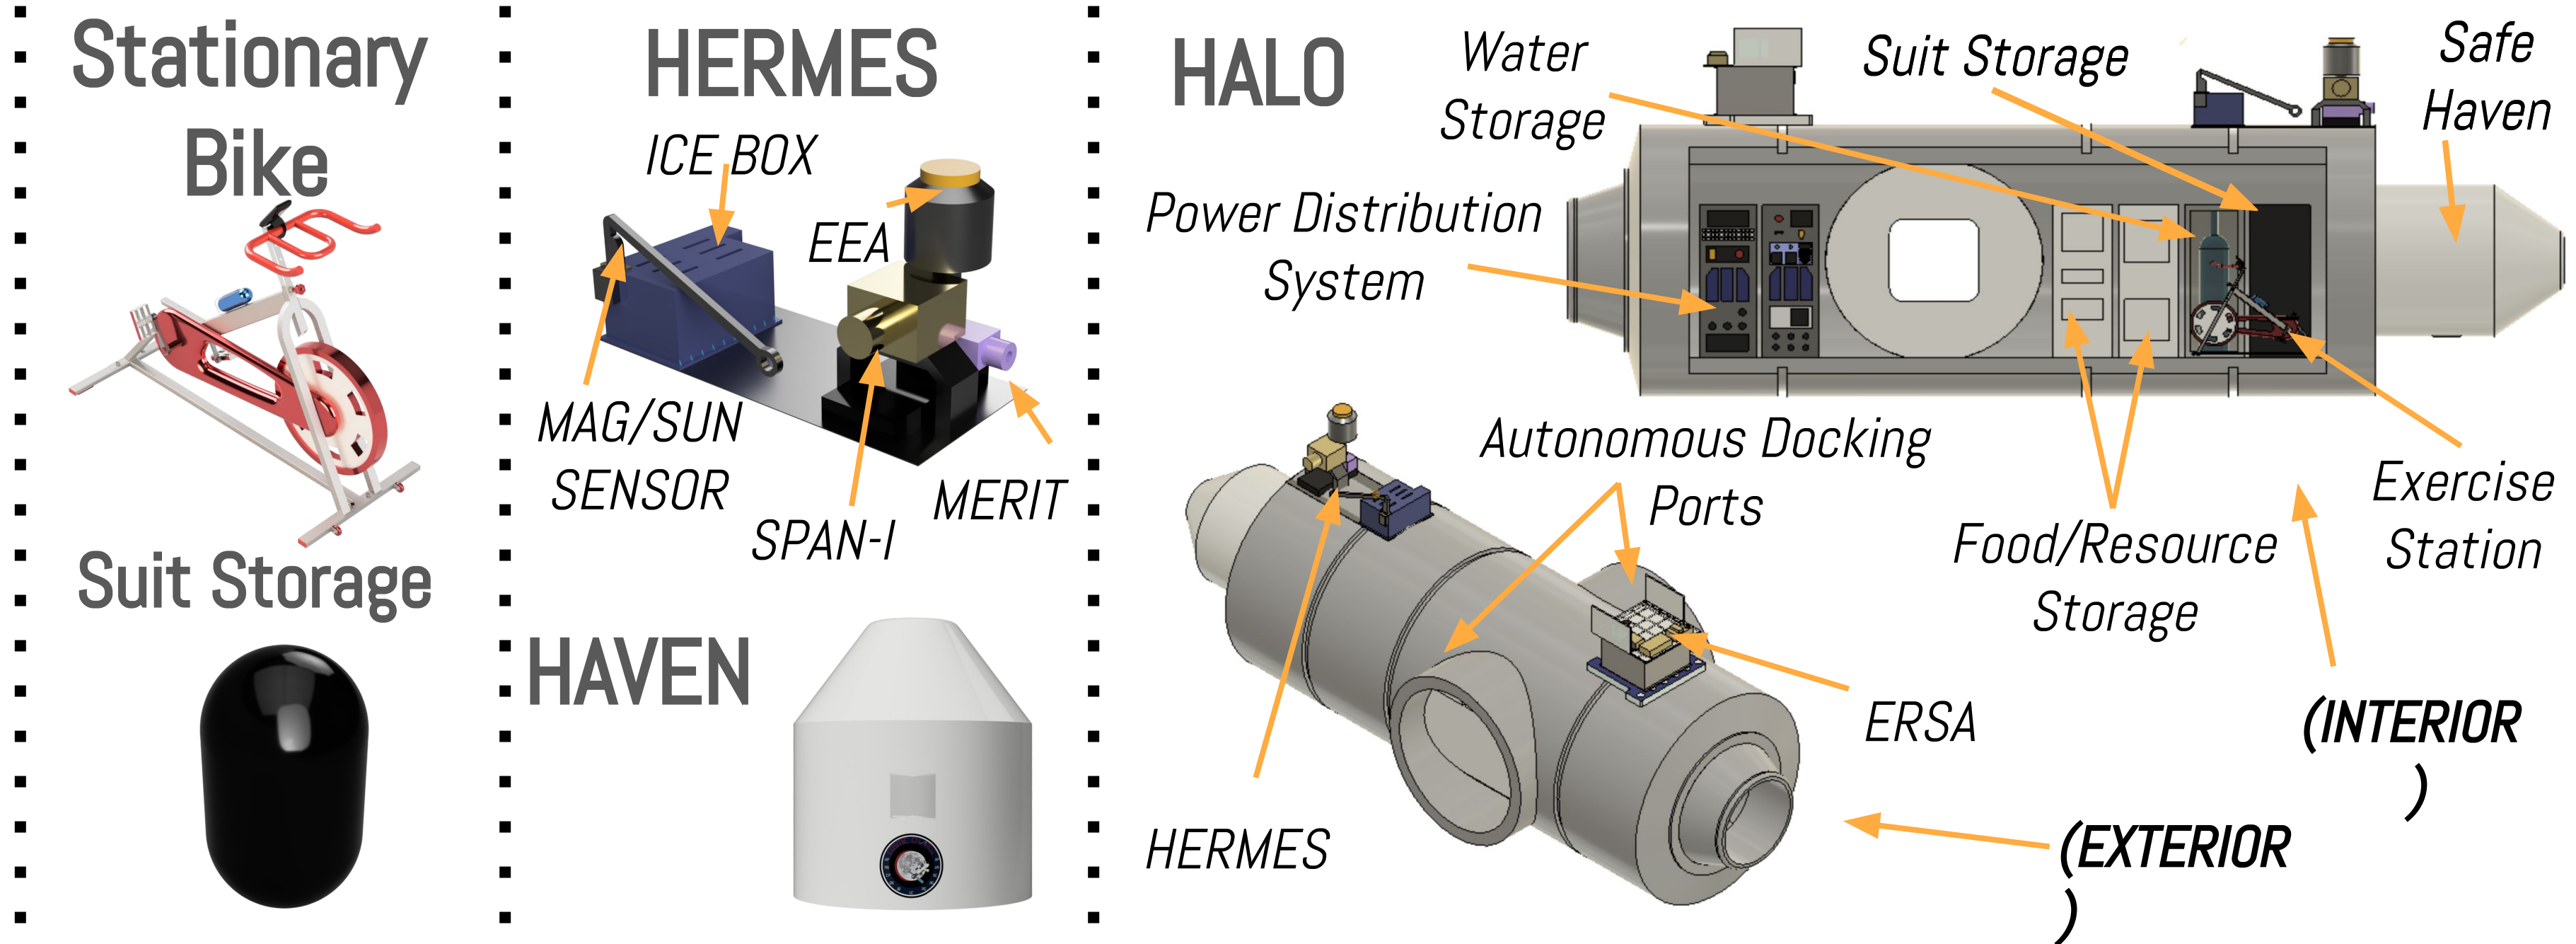 Stationary
Bike
Suit Storage
HERMES
ICE BOX
EEA
MAG/SUN
SENSOR
SPAN-I
MERIT
HAVEN
HALO
Water
Storage
Suit Storage
Safe
Haven
Power Distribution
System
Autonomous Docking
Ports
Food/Resource
Storage
Exercise
Station
ERSA
HERMES
(INTERIOR
)
(EXTERIOR
)